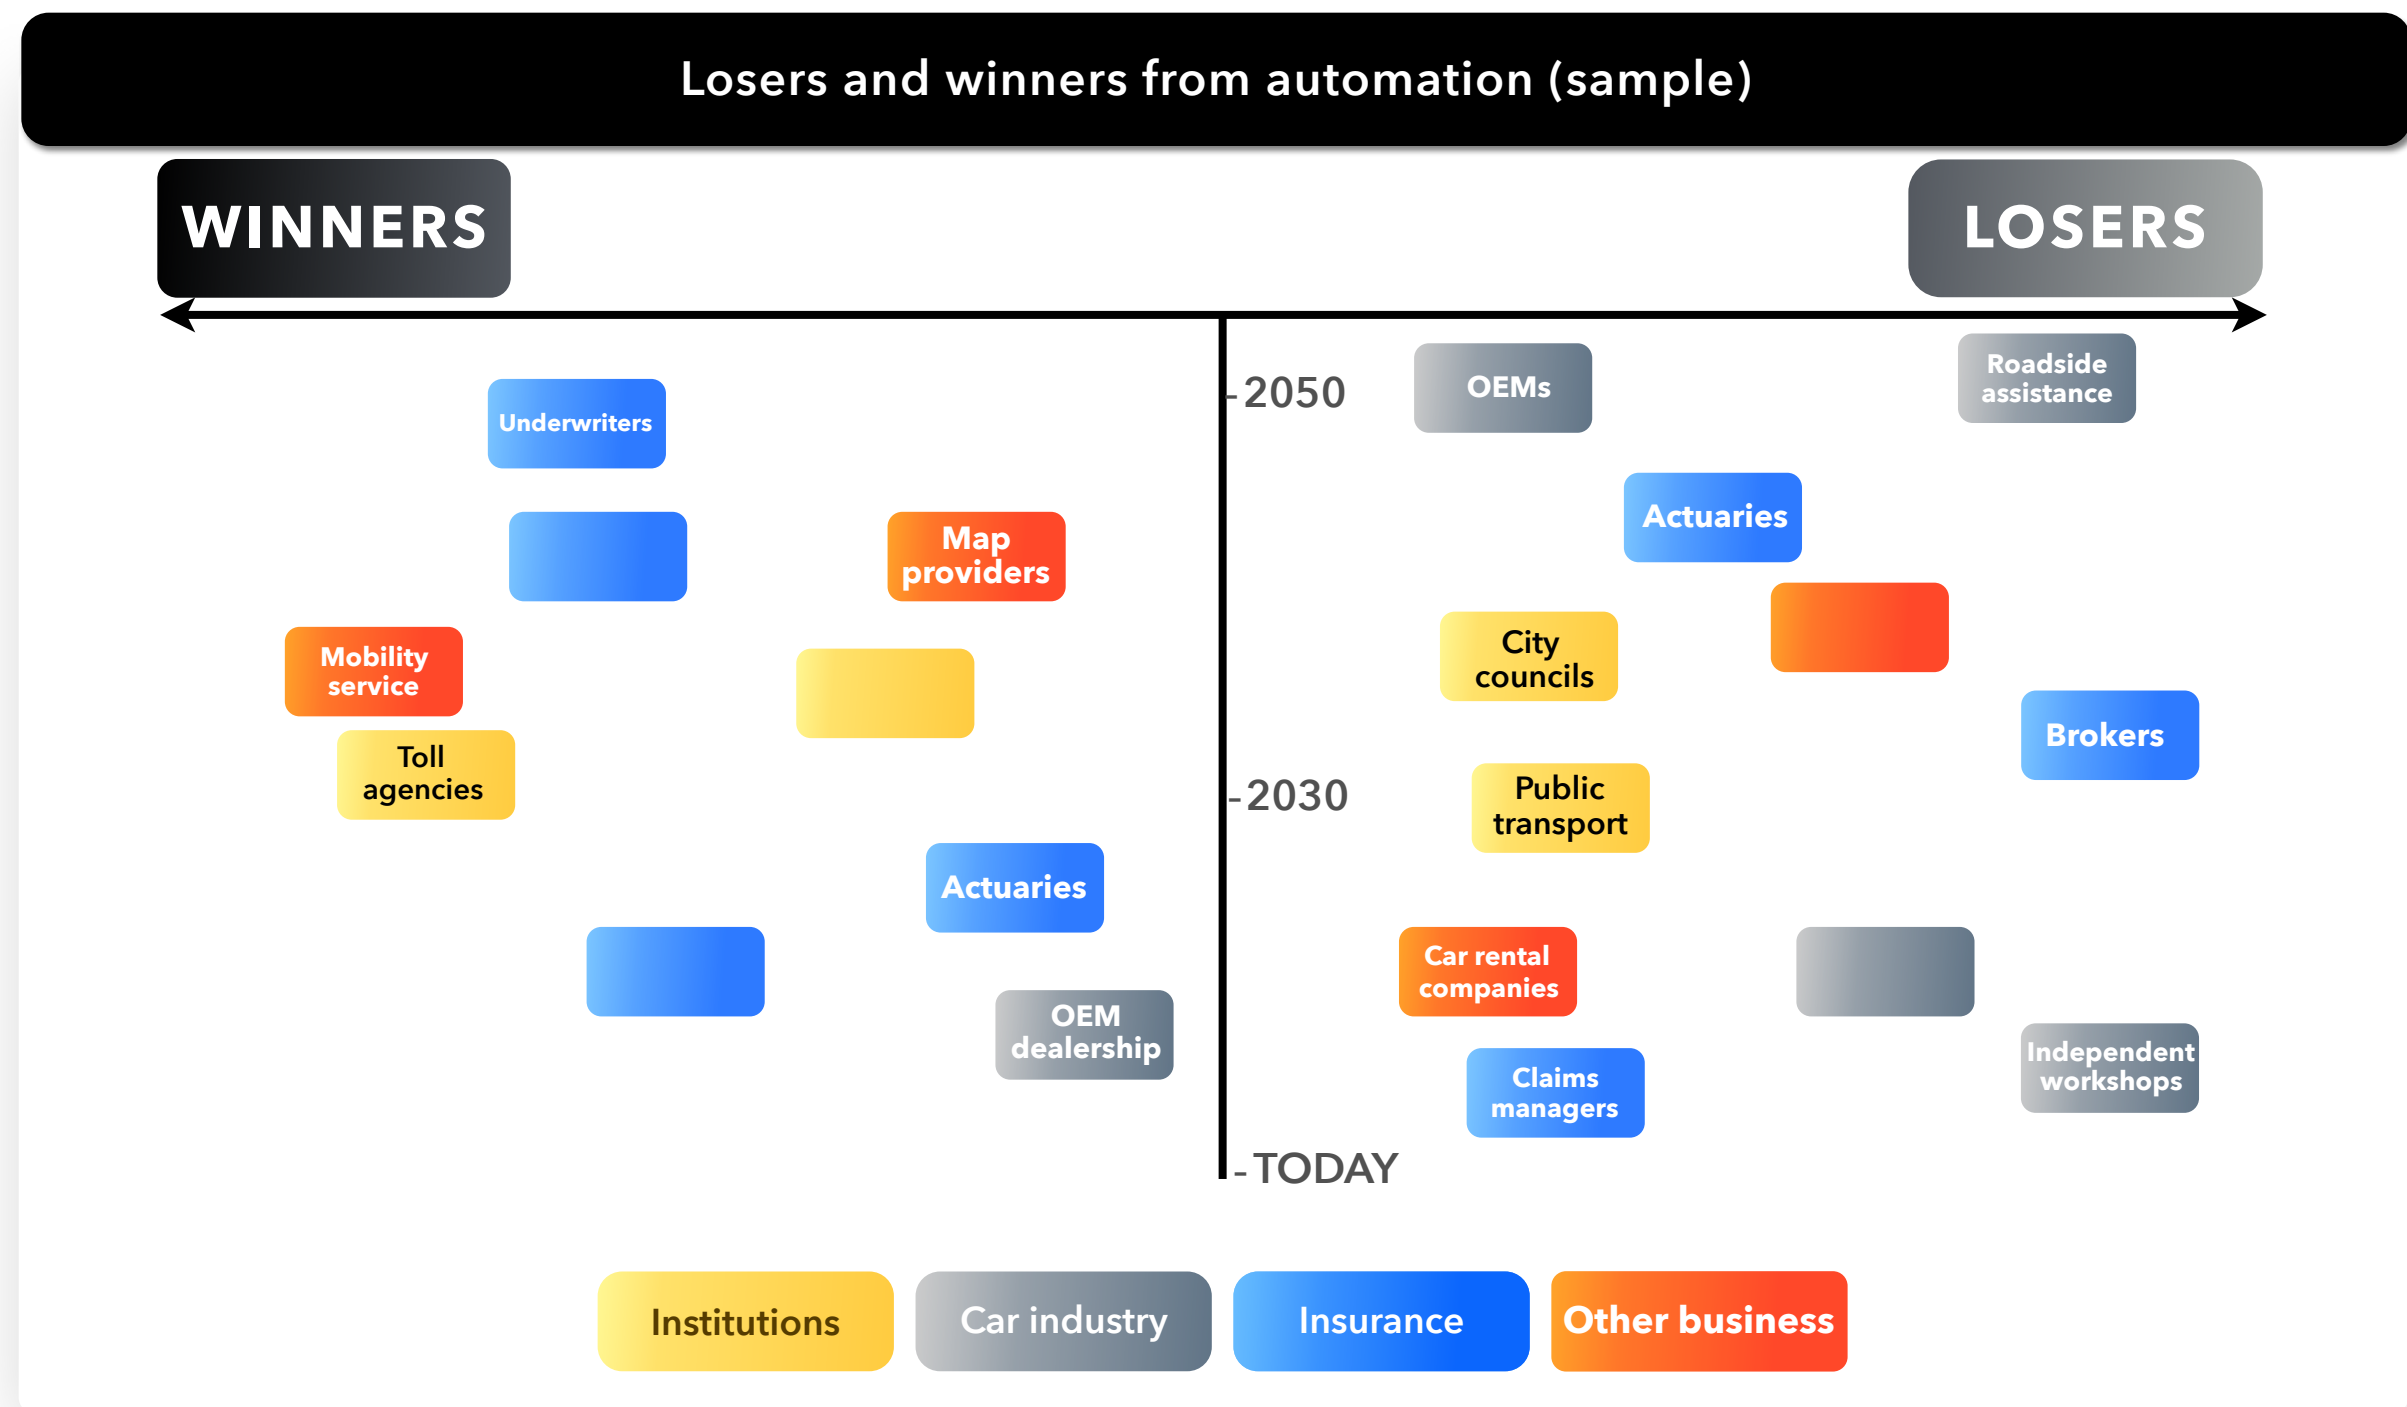 Losers and winners from automation (sample)
WINNERS
LOSERS
-2050
OEMs
Roadside
assistance
Underwriters
Actuaries
Map
providers
City
councils
Mobility
service
Brokers
Toll
agencies
-2030
Public
transport
Actuaries
Car rental
companies
OEM
dealership
Claims
managers
Independent
workshops
-TODAY
Institutions
Car industry
Insurance
Other business